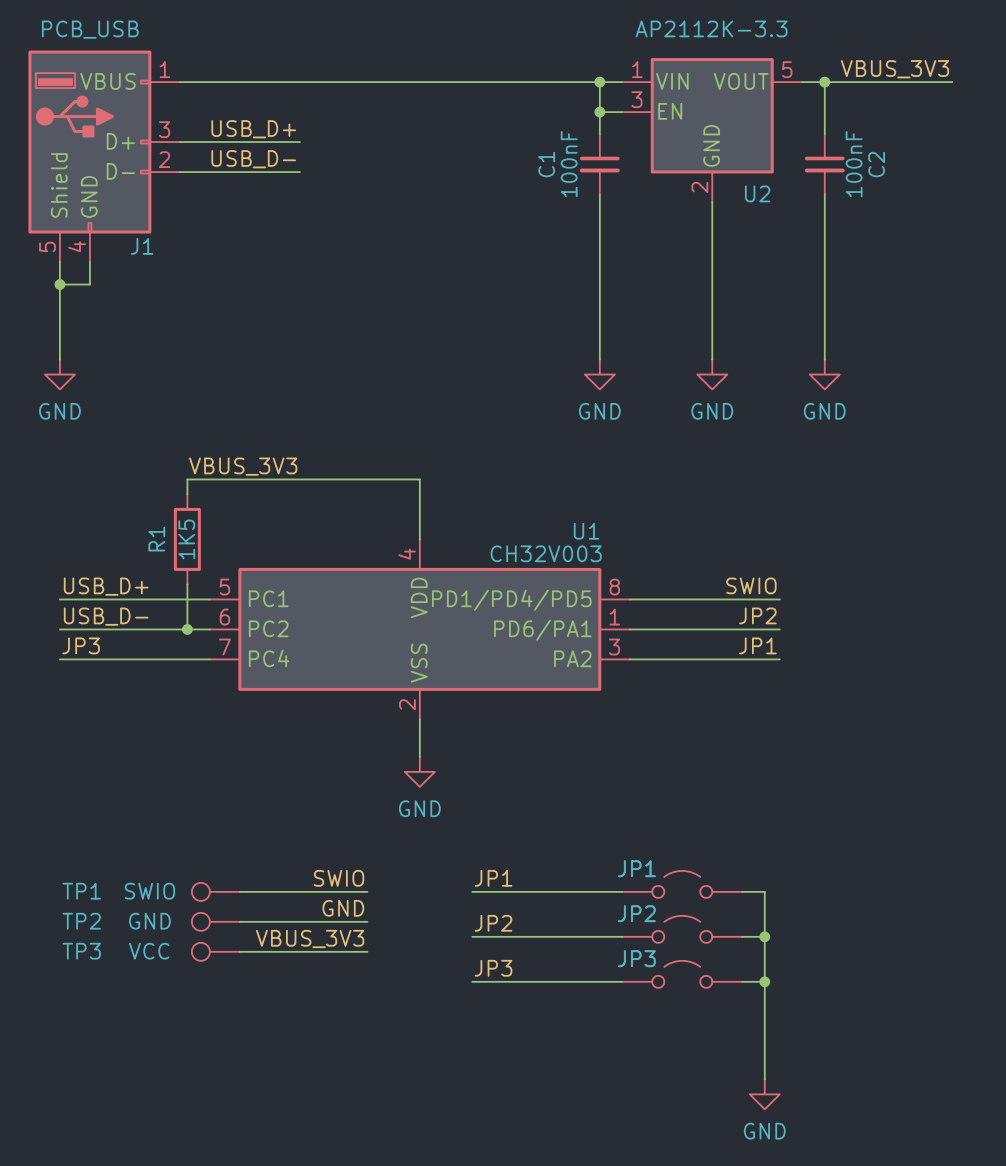 PCB_USB
AP2112K-3.3
VBUS 1
1 VIN VOUT 5 VBUS_3V3
3 EN
D+ 3 USB_D+
D- 2 USB_D-
Shield
GND
5
4
J1
C1
100nF
GND
2
U2
100nF
C2
GND
GND
GND
GND
VBUS_3V3
R1
1K5
U1
CH32V003
4
USB_D+ 5 PC1 VDD PD1/PD4/PD5 8 SWIO
USB_D- 6 PC2 PD6/PA1 1 JP2
JP3 7 PC4 VSS PA2 3 JP1
2
GND
TP1 SWIO SWIO
TP2 GND GND
TP3 VCC VBUS_3V3
JP1 JP1
JP2 JP2
JP3 JP3
GND